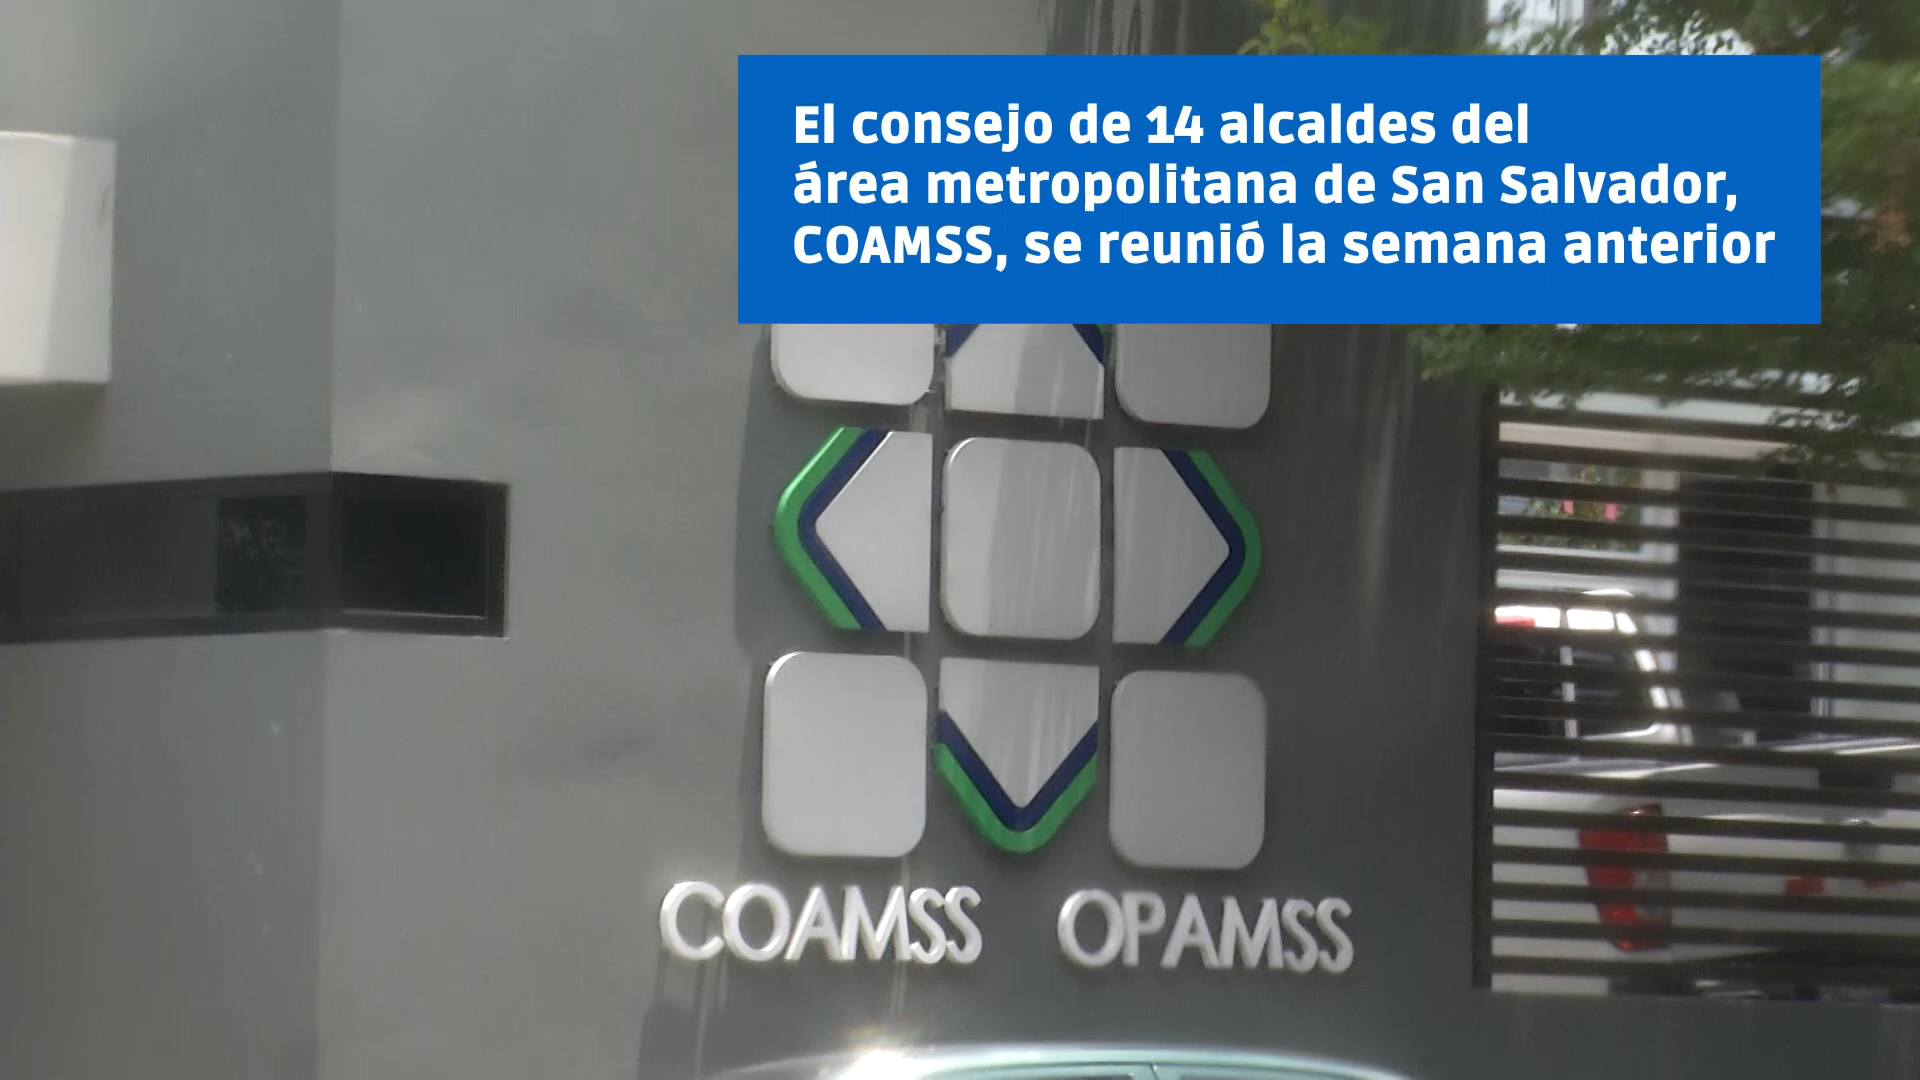 El consejo de 14 alcaldes del
área metropolitana de San Salvador,
COAMSS, se reunió la semana anterior
COAMSS OPAMSS